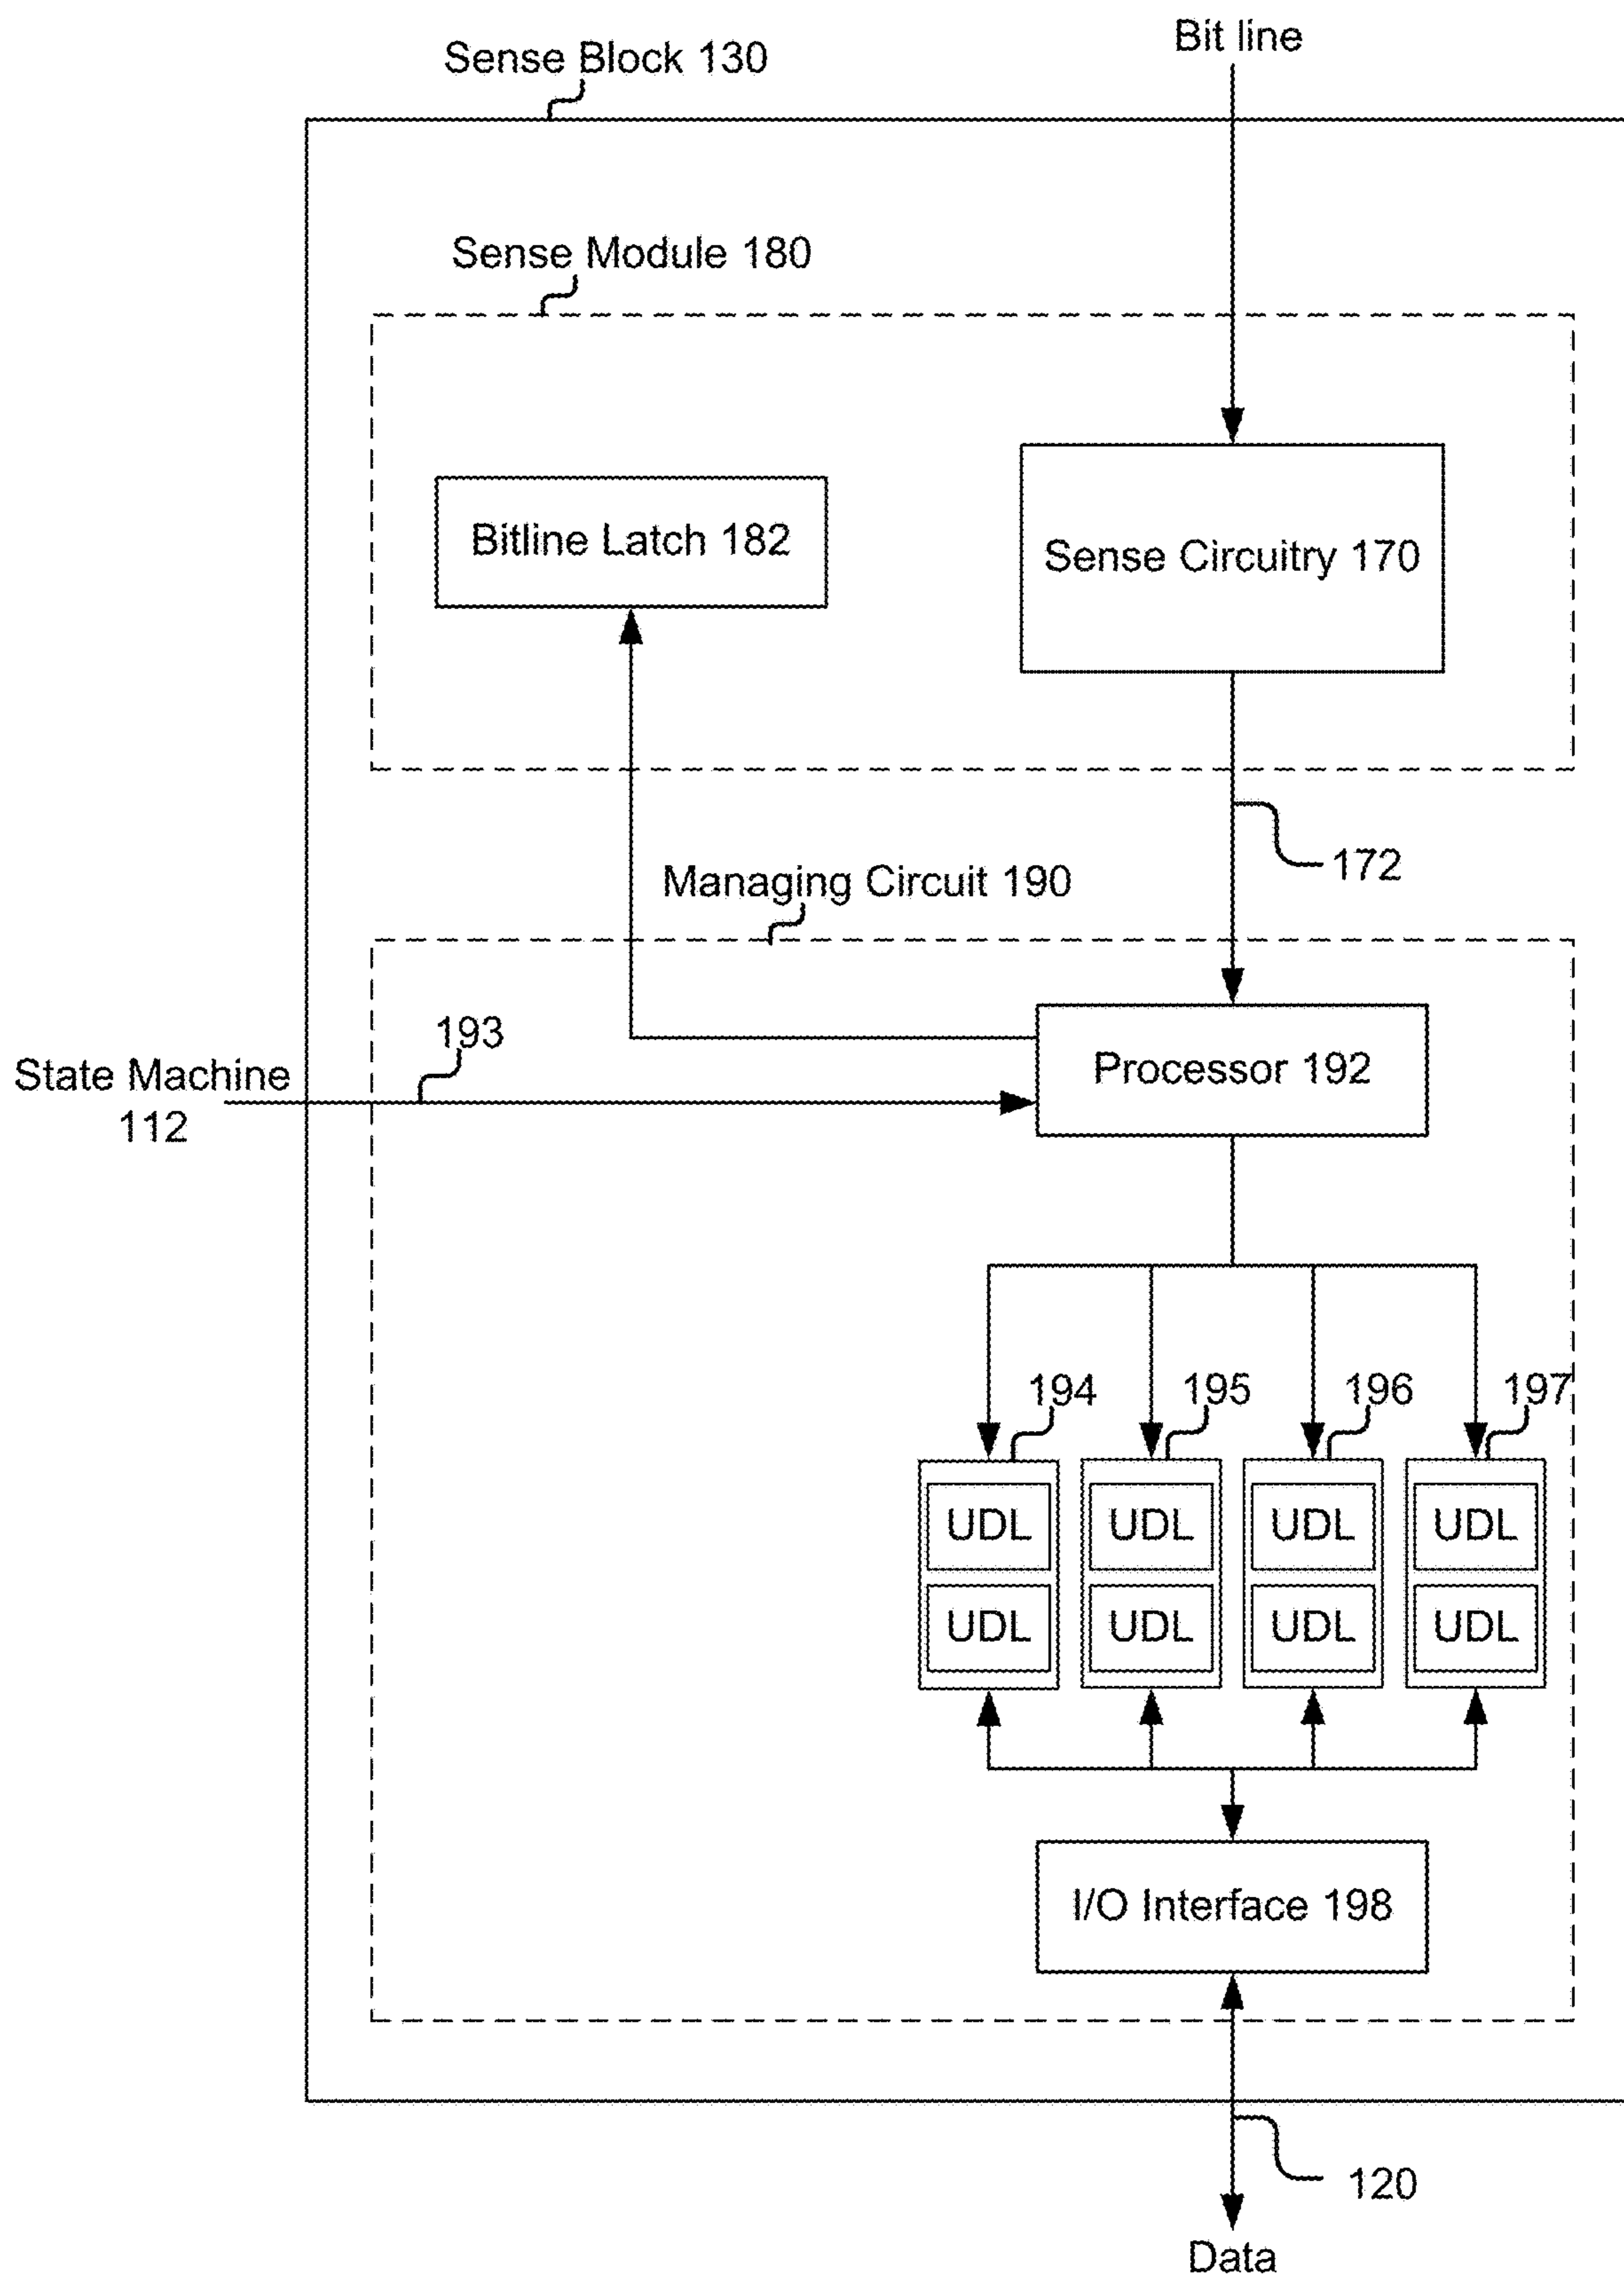 Bit line
Sense Block 130
Sense Module 180
Bitline Latch 182
Sense Circuitry 170
172
Managing Circuit 190
193
State Machine
112
Processor 192
194
195
196
197
UDL
UDL
UDL
UDL
UDL
UDL
UDL
UDL
I/O Interface 198
120
Data